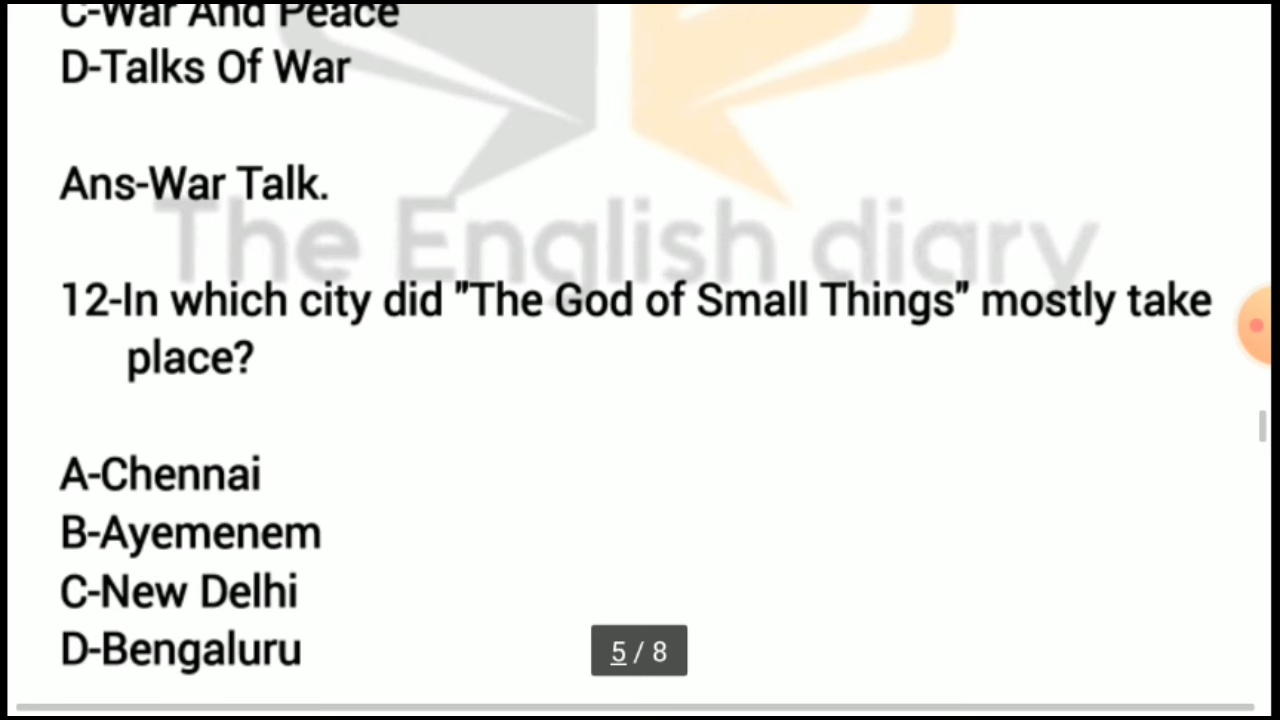 C-War And Peace
D-Talks Of War
Ans-War Talk.
The English diary
12-In which city did "The God of Small Things" mostly take
place?
A-Chennai
B-Ayemenem
C-New Delhi
D-Bengaluru
5 / 8